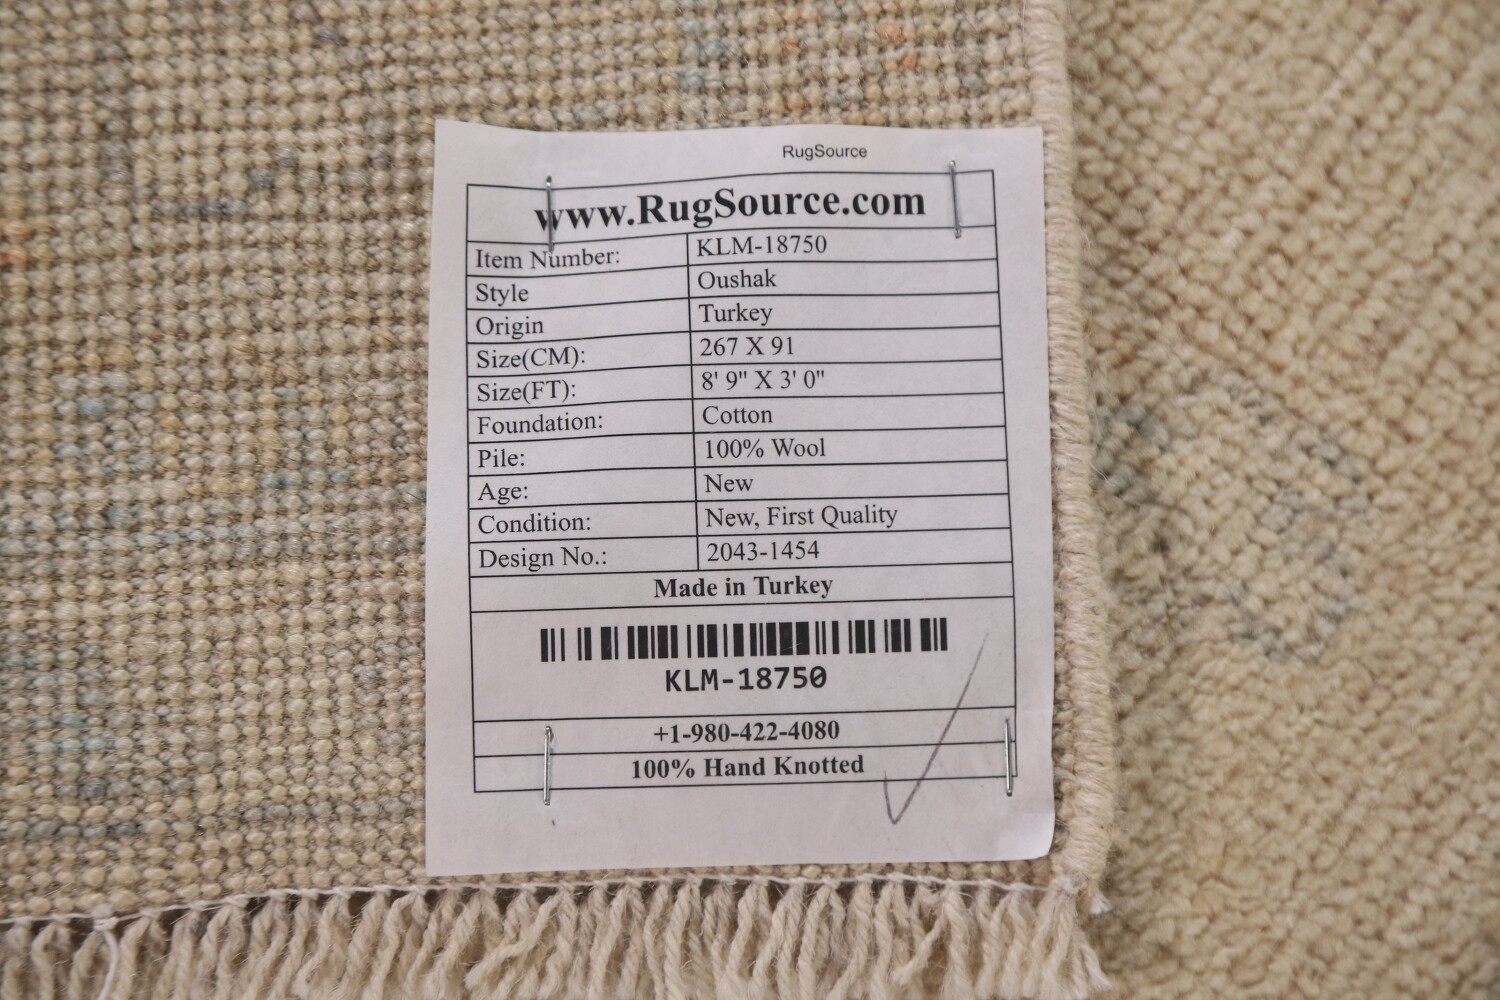 RugSource
www.RugSource.com
Item Number: KLM-18750
Style Oushak
Origin Turkey
Size(CM): 267 X 91
Size(FT): 8' 9" X 3' 0"
Foundation: Cotton
Pile: 100% Wool
Age: New
Condition: New, First Quality
Design No.: 2043-1454
Made in Turkey
KLM-18750
+1-980-422-4080
100% Hand Knotted